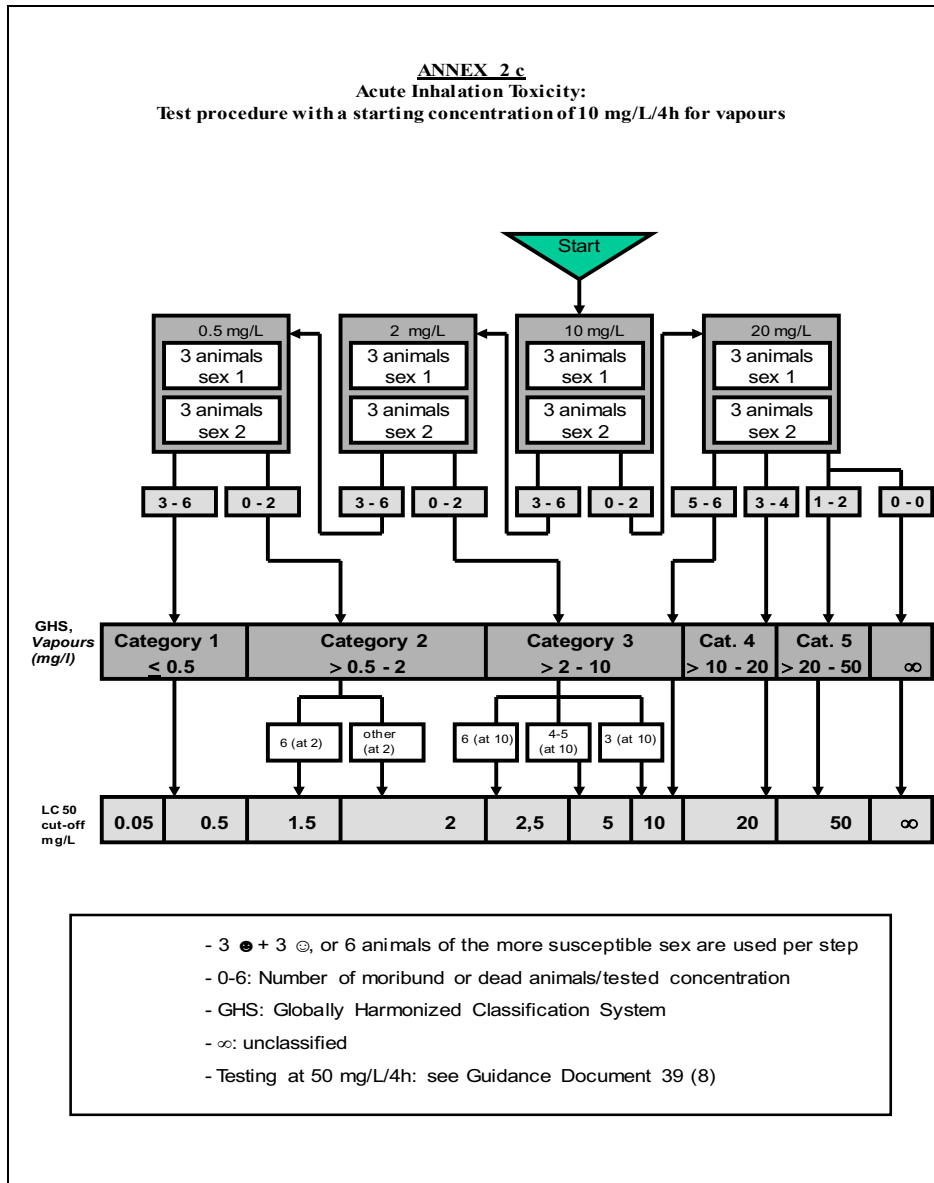 ANNEX 2 c
Acute Inhalation Toxicity:
Test procedure with a starting concentration of 10 mg/L/4h for vapours
Start
0.5 mg/L
3 animals
sex 1
3 animals
sex 2
2 mg/L
3 animals
sex 1
3 animals
sex 2
10 mg/L
3 animals
sex 1
3 animals
sex 2
20 mg/L
3 animals
sex 1
3 animals
sex 2
3 - 6
0 - 2
3 - 6
0 - 2
3 - 6
0 - 2
5 - 6
3 - 4
1 - 2
0 - 0
GHS,
Vapours
(mg/l)
Category 1
≤ 0.5
Category 2
> 0.5 - 2
Category 3
> 2 - 10
Cat. 4
> 10 - 20
Cat. 5
> 20 - 50
∞
6 (at 2)
other
(at 2)
6 (at 10)
4-5
(at 10)
3 (at 10)
LC50
cut-off
mg/L
0.05
0.5
1.5
2
2,5
5
10
20
50
∞
- 3 ☻ + 3 ☺, or 6 animals of the more susceptible sex are used per step
- 0-6: Number of moribund or dead animals/tested concentration
- GHS: Globally Harmonized Classification System
- ∞: unclassified
- Testing at 50 mg/L/4h: see Guidance Document 39 (8)